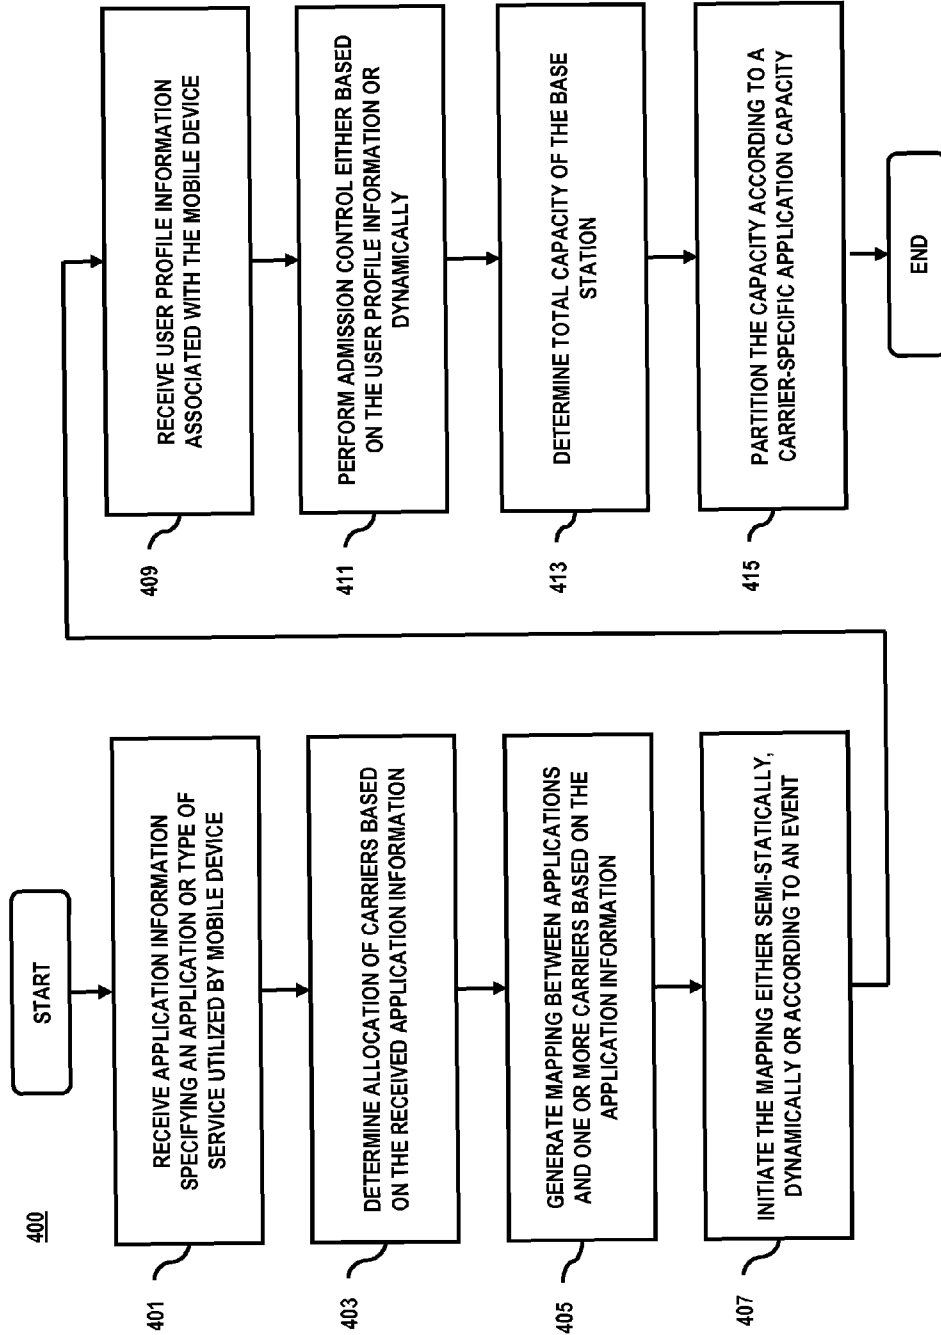 400
START
401
RECEIVE APPLICATION INFORMATION
SPECIFYING AN APPLICATION OR TYPE OF
SERVICE UTILIZED BY MOBILE DEVICE
403
DETERMINE ALLOCATION OF CARRIERS BASED
ON THE RECEIVED APPLICATION INFORMATION
405
GENERATE MAPPING BETWEEN APPLICATIONS
AND ONE OR MORE CARRIERS BASED ON THE
APPLICATION INFORMATION
407
INITIATE THE MAPPING EITHER SEMI-STATICALLY,
DYNAMICALLY OR ACCORDING TO AN EVENT
409
RECEIVE USER PROFILE INFORMATION
ASSOCIATED WITH THE MOBILE DEVICE
411
PERFORM ADMISSION CONTROL EITHER BASED
ON THE USER PROFILE INFORMATION OR
DYNAMICALLY
413
DETERMINE TOTAL CAPACITY OF THE BASE
STATION
415
PARTITION THE CAPACITY ACCORDING TO A
CARRIER-SPECIFIC APPLICATION CAPACITY
END